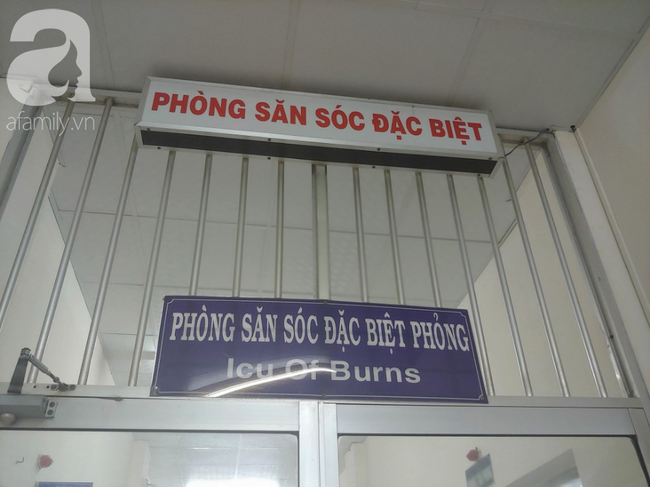 a
afamily.vn
PHÒNG SĂN SÓC ĐẶC BIỆT
PHÒNG SĂN SÓC ĐẶC BIỆT PHỎNG
Icu Of Burns